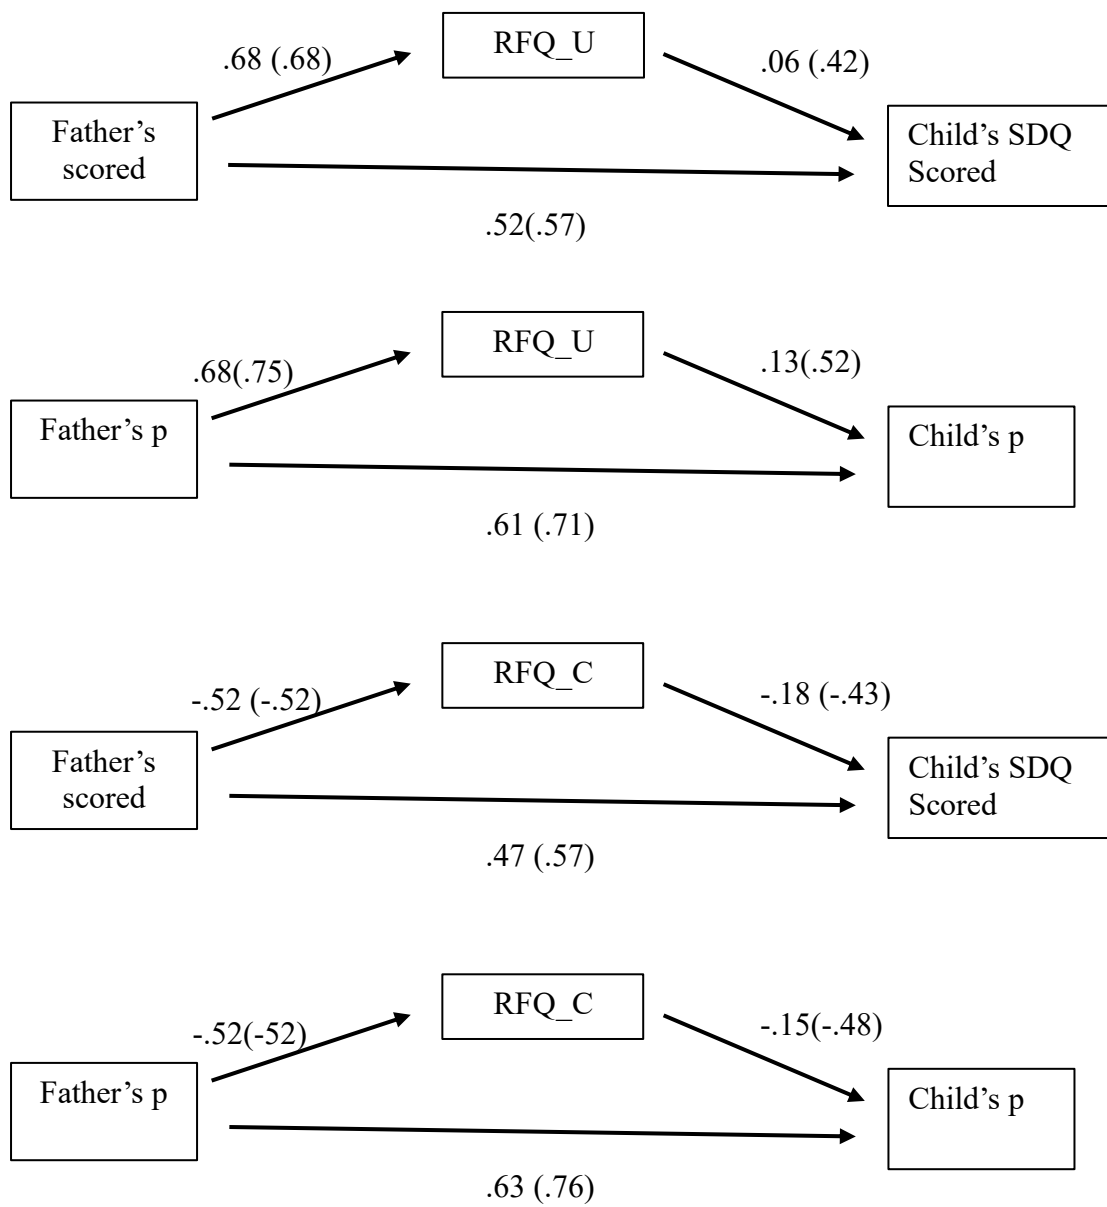 RFQ_U
.68 (.68)
.06 (.42)
Father’s
scored
Child’s SDQ
Scored
.52(.57)
RFQ_U
.68(.75)
.13(.52)
Father’s p
Child’s p
.61 (.71)
RFQ_C
-.52 (-.52)
-.18 (-.43)
Father’s
scored
Child’s SDQ
Scored
.47 (.57)
RFQ_C
-.52(-52)
-.15(-.48)
Father’s p
Child’s p
.63 (.76)